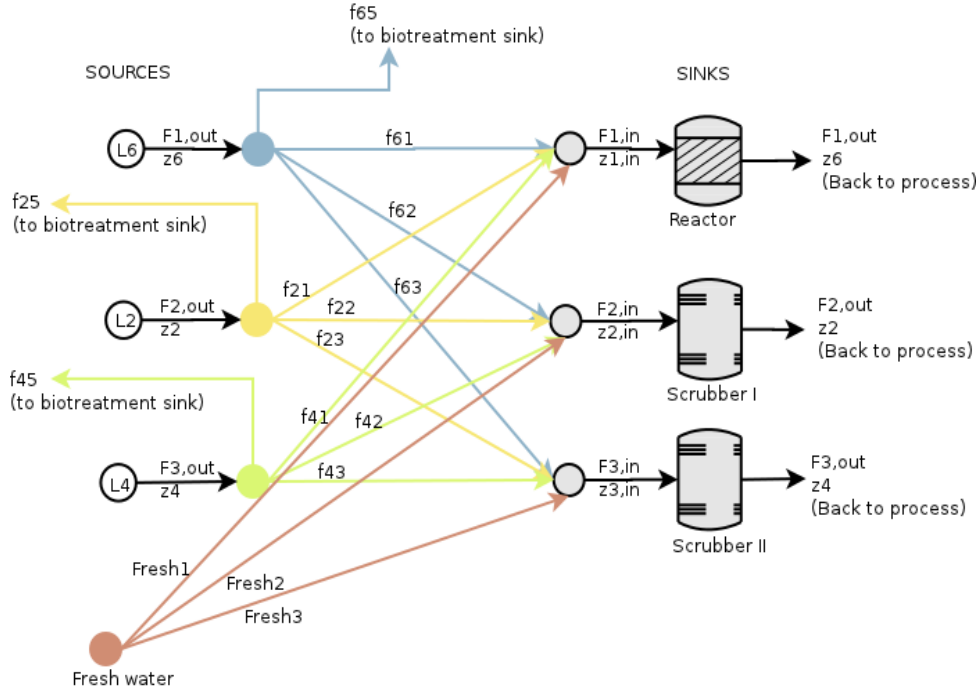 f65
(to biotreatment sink)
SOURCES
SINKS
L6
F1,out
z6
f61
F1,in
z1,in
F1,out
z6
(Back to process)
Reactor
f25
(to biotreatment sink)
f62
f63
L2
F2,out
z2
f21
f22
f23
F2,in
z2,in
F2,out
z2
(Back to process)
Scrubber I
f45
(to biotreatment sink)
f41
f42
L4
F3,out
z4
f43
F3,in
z3,in
F3,out
z4
(Back to process)
Scrubber II
Fresh1
Fresh2
Fresh3
Fresh water